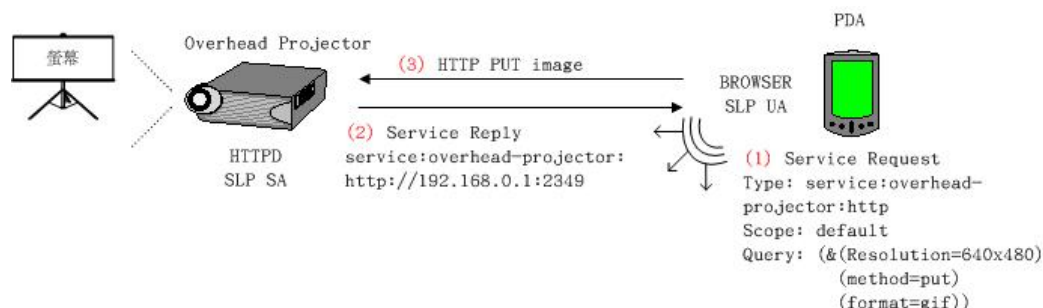 PDA
螢幕
Overhead Projector
(3) HTTP PUT image
BROWSER
SLP UA
HTTPD
SLP SA
(2) Service Reply
service:overhead-projector:
http://192.168.0.1:2349
(1) Service Request
Type: service:overhead-
projector:http
Scope: default
Query: (&(Resolution=640x480)
(method=put)
(format=gif))